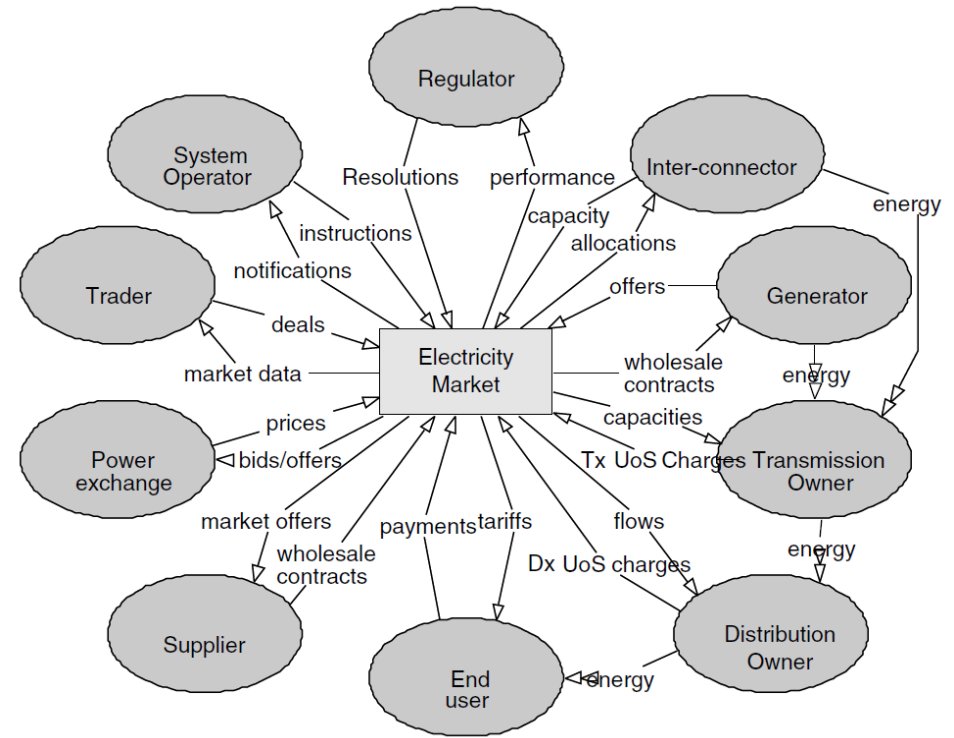 Regulator
System
Operator
Inter-connector
Resolutions
performance
capacity
energy
instructions
allocations
notifications
offers
Trader
Generator
deals
Electricity
Market
market data
wholesale
contracts
energy
prices
capacities
Power
exchange
bids/offers
Tx UoS Charges
Transmission
Owner
market offers
payments
tariffs
flows
wholesale
contracts
energy
Dx UoS charges
Supplier
Distribution
Owner
End
user
energy